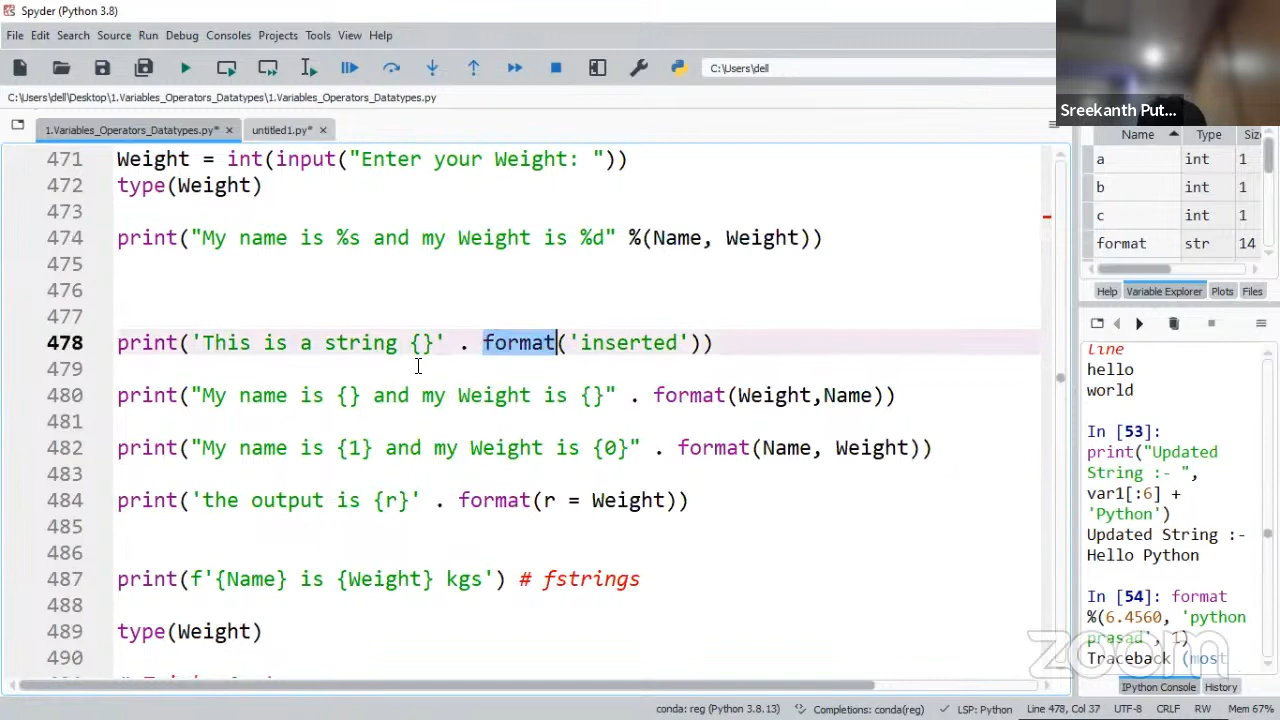 Spyder (Python 3.8)
File Edit Search Source Run Debug Consoles Projects Tools View Help
C:\Users\dell
C:\Users\dell\Desktop\1.Variables_Operators_Datatypes\1.Variables_Operators_Datatypes.py
Sreekanth Put...
1.Variables_Operators_Datatypes.py* untitled1.py*
471 Weight = int(input("Enter your Weight: "))
472 type(Weight)
473
474 print("My name is %s and my Weight is %d" %(Name, Weight))
475
476
477
478 print('This is a string {}' . format('inserted'))
479
480 print("My name is {} and my Weight is {}" . format(Weight,Name))
481
482 print("My name is {1} and my Weight is {0}" . format(Name, Weight))
483
484 print('the output is {r}' . format(r = Weight))
485
486
487 print(f'{Name} is {Weight} kgs') # fstrings
488
489 type(Weight)
490
Name Type Size
a int 1
b int 1
c int 1
format str 14
Help Variable Explorer Plots Files
line
hello
world
In [53]:
print("Updated
String :- ",
var1[:6] +
'Python')
Updated String :-
Hello Python
In [54]: format
%(6.4560, 'python
prasad', 1)
Traceback (most
zoom
IPython Console History
conda: reg (Python 3.8.13) Completions: conda(reg) LSP: Python Line 478, Col 37 UTF-8 CRLF RW Mem 67%